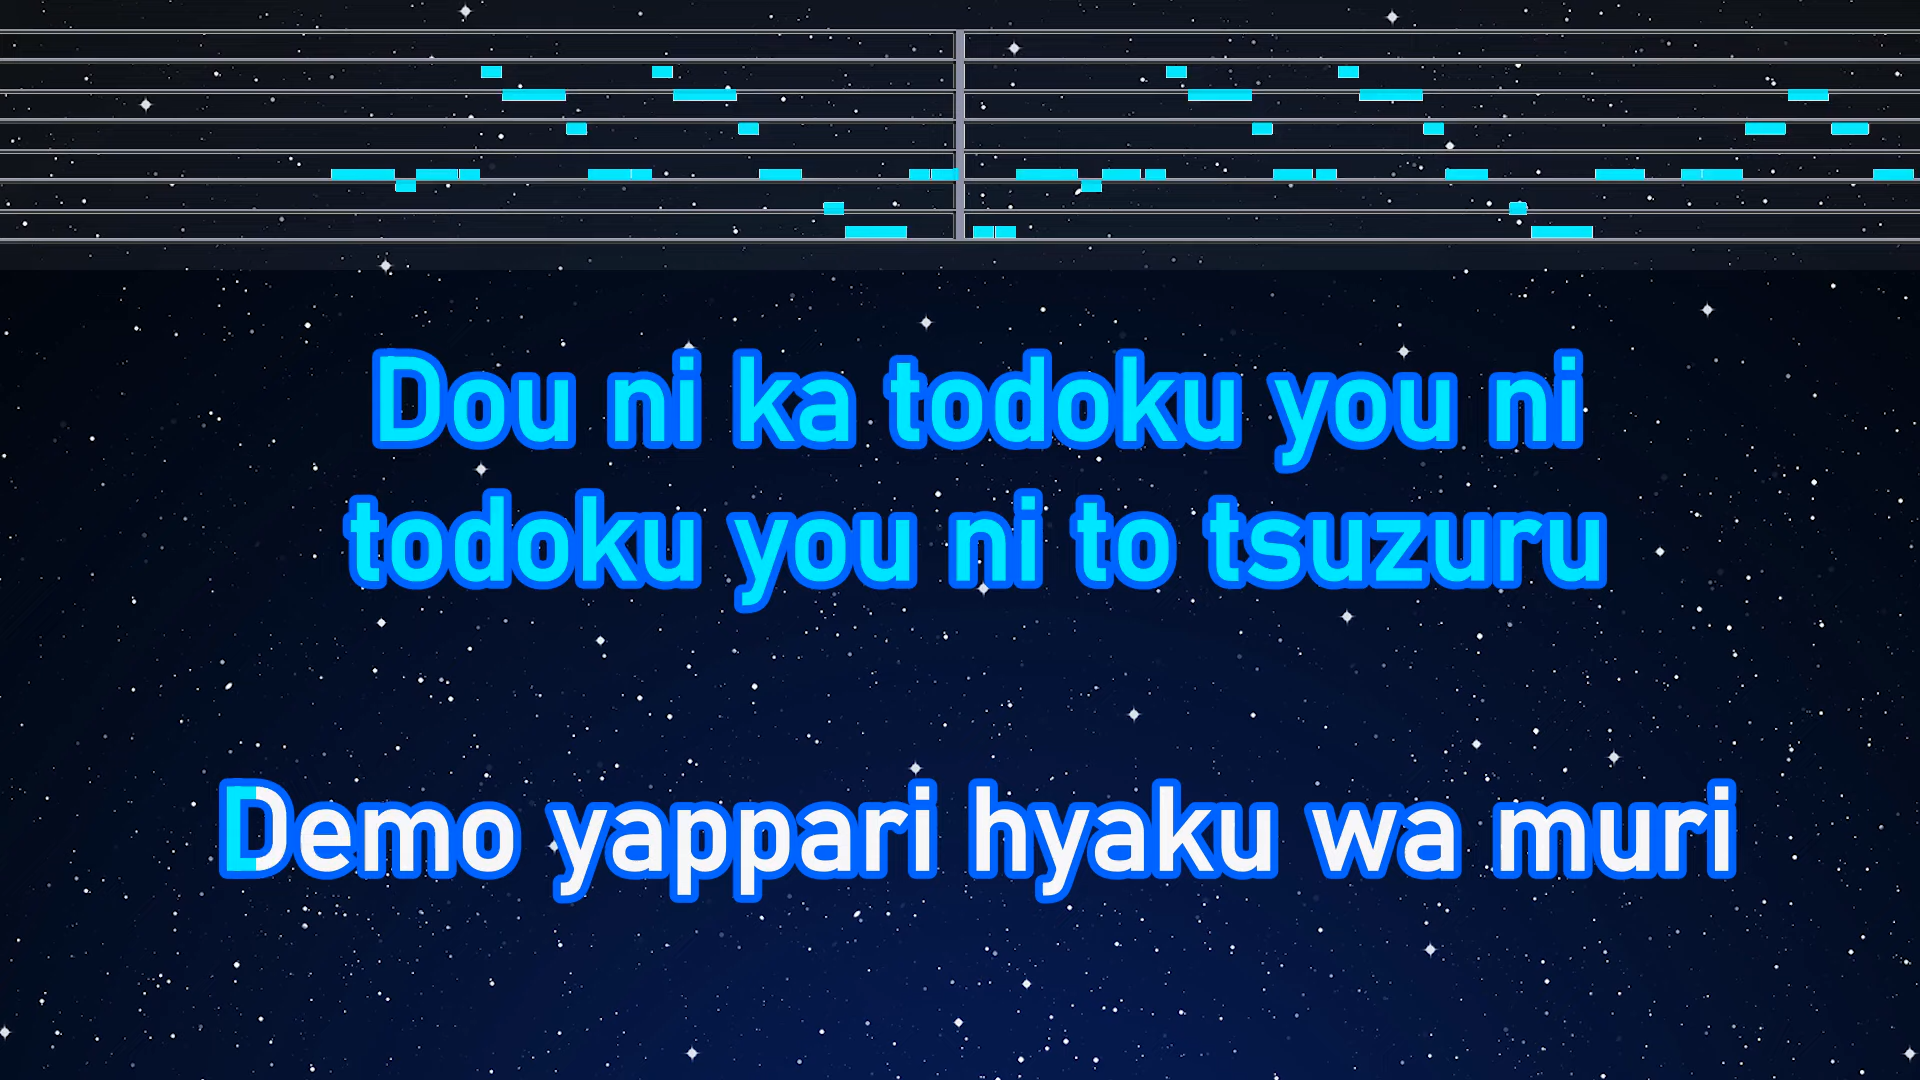 Dou ni ka todoku you ni
todoku you ni to tsuzuru
Demo yappari hyaku wa muri